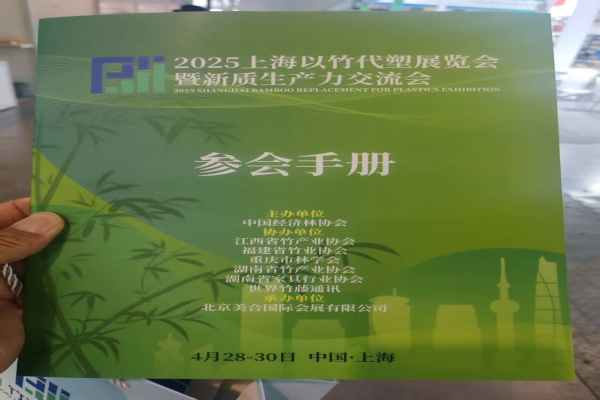 2025上海以竹代塑展览会
暨新质生产力交流会
2025 SHANGHAI BAMBOO REPLACEMENT FOR PLASTICS EXHIBITION
参会手册
主办单位
中国经济林协会
协办单位
江西省竹产业协会
福建省竹业协会
重庆市林学会
湖南省竹产业协会
湖南省家具行业协会
世界竹藤通讯
承办单位
北京美合国际会展有限公司
4月28-30日 中国·上海